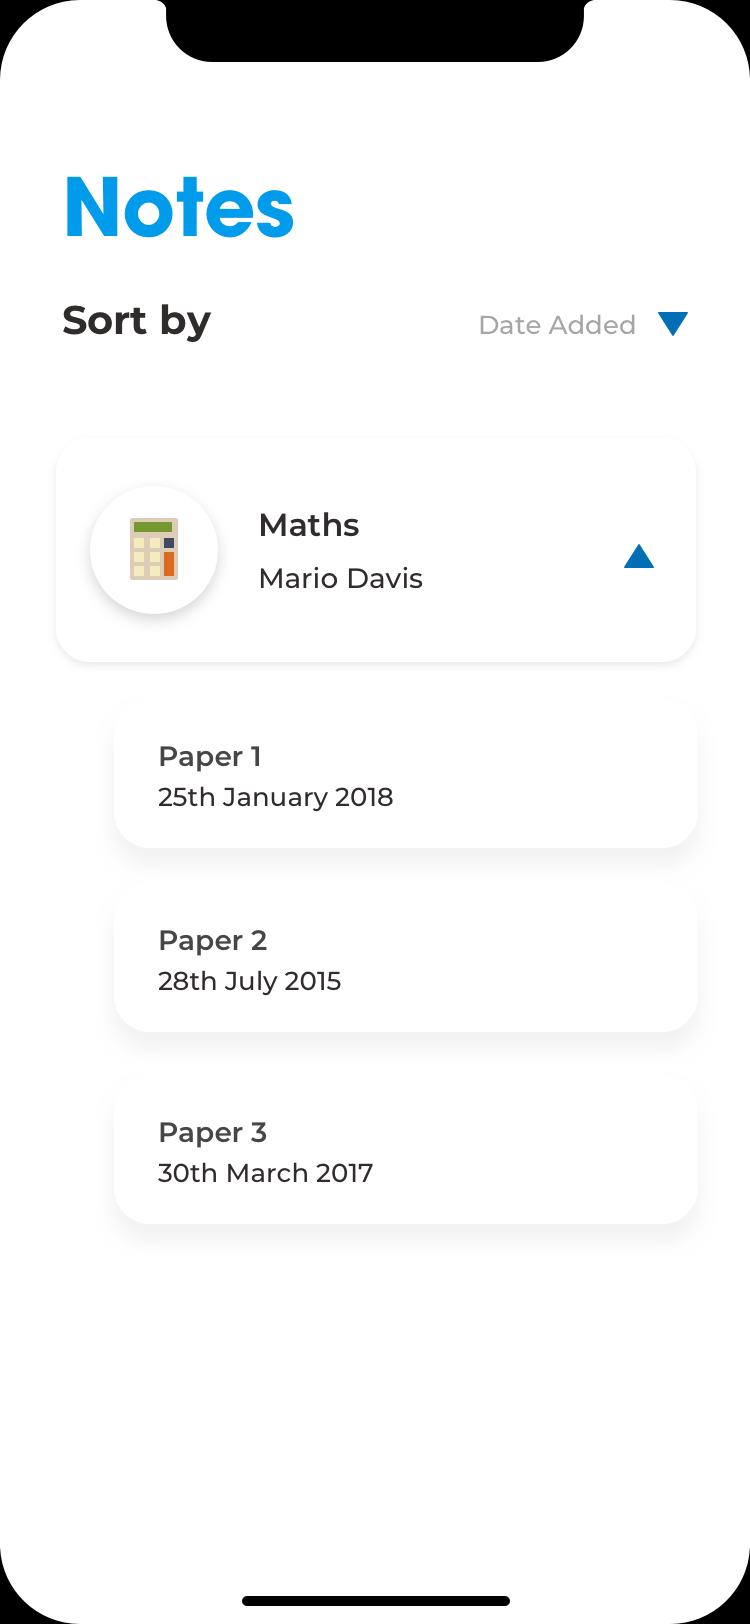 Notes
Sort by
Date Added
Maths
Mario Davis
Paper 1
25th January 2018
Paper 2
28th July 2015
Paper 3
30th March 2017